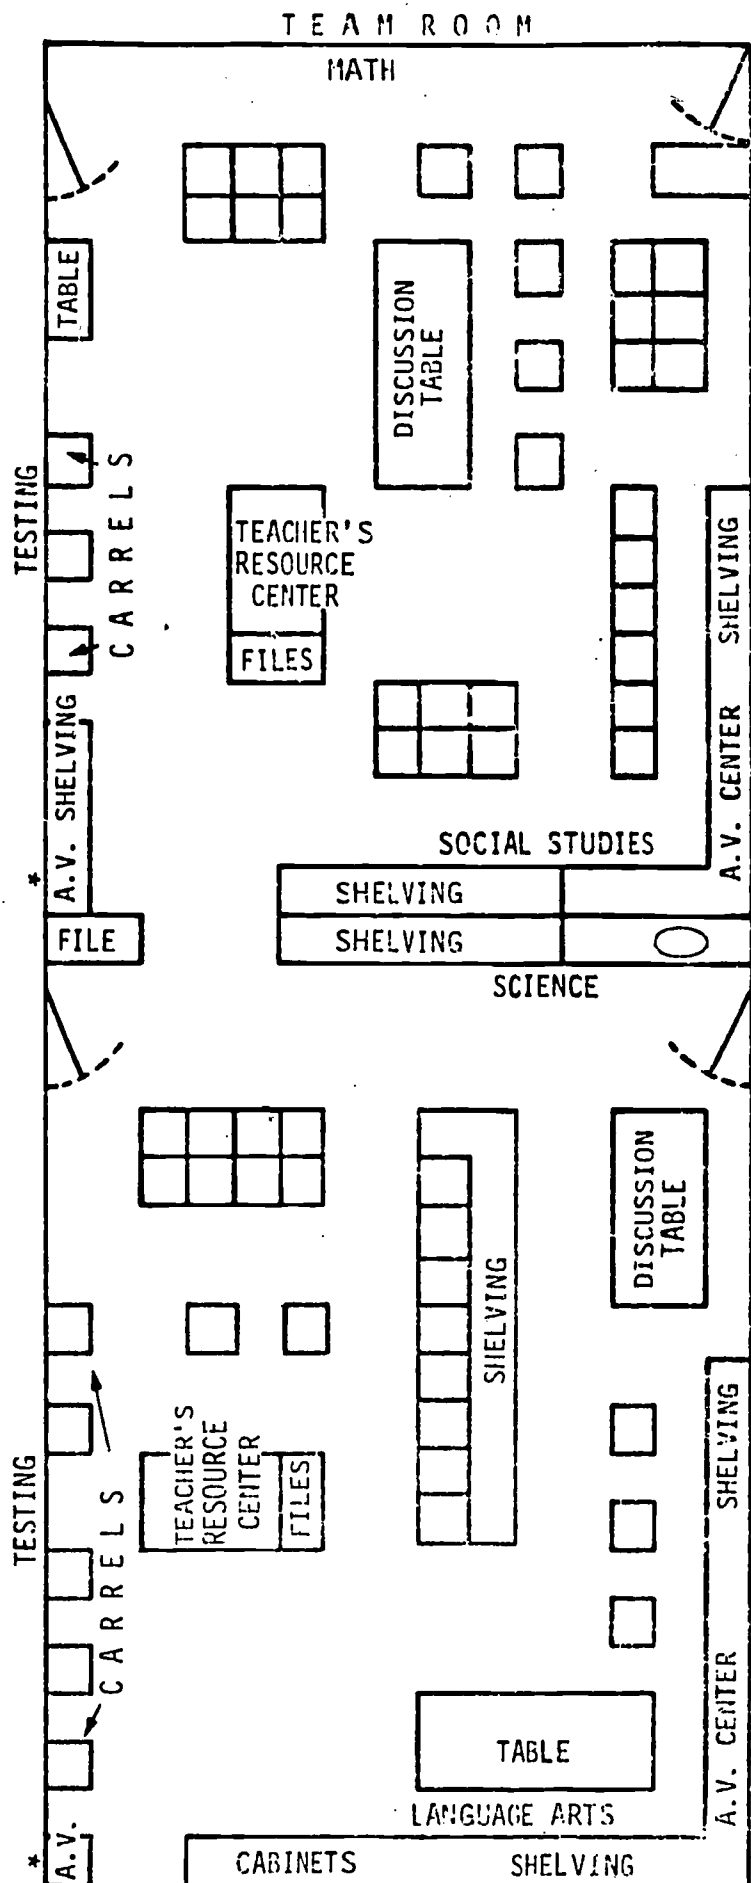 TEAM ROOM
MATH
TABLE
DISCUSSION
TABLE
TESTING
CARRELS
TEACHER'S
RESOURCE
CENTER
FILES
SHELVING
A.V. CENTER
* A.V. SHELVING
SOCIAL STUDIES
SHELVING
FILE
SHELVING
SCIENCE
DISCUSSION
TABLE
SHELVING
TEACHER'S
RESOURCE
CENTER
FILES
TESTING
CARRELS
SHELVING
A.V. CENTER
TABLE
LANGUAGE ARTS
* A.V.
CABINETS SHELVING